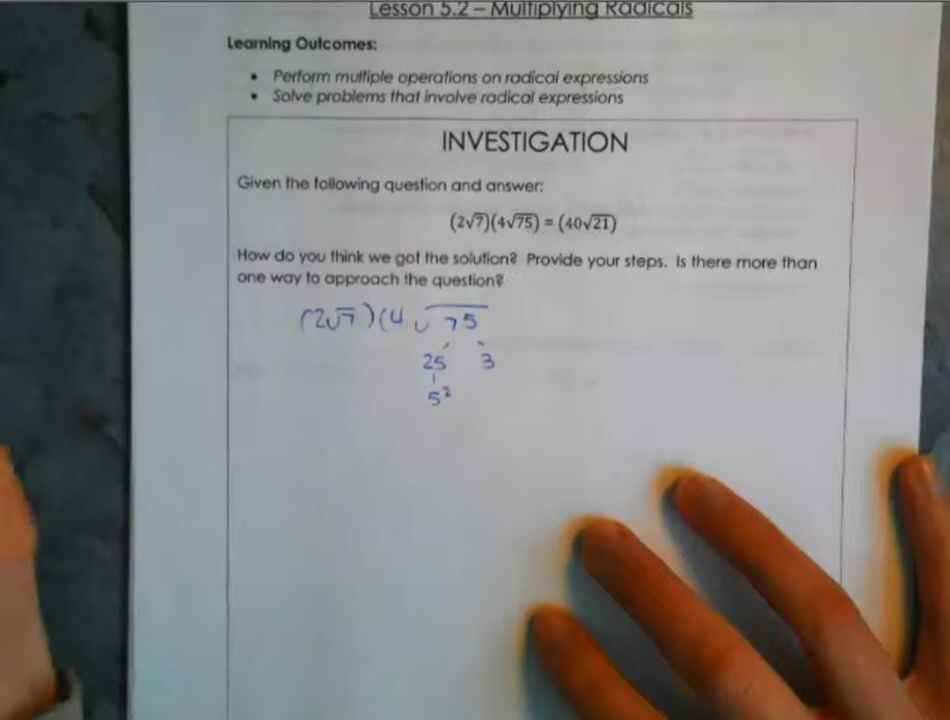 Lesson 5.2 – Multiplying Radicals
Learning Outcomes:
• Perform multiple operations on radical expressions
• Solve problems that involve radical expressions
INVESTIGATION
Given the following question and answer:
(2√7)(4√75) = (40√21)
How do you think we got the solution? Provide your steps. Is there more than
one way to approach the question?
(2√7)(4√75
25 3
5²